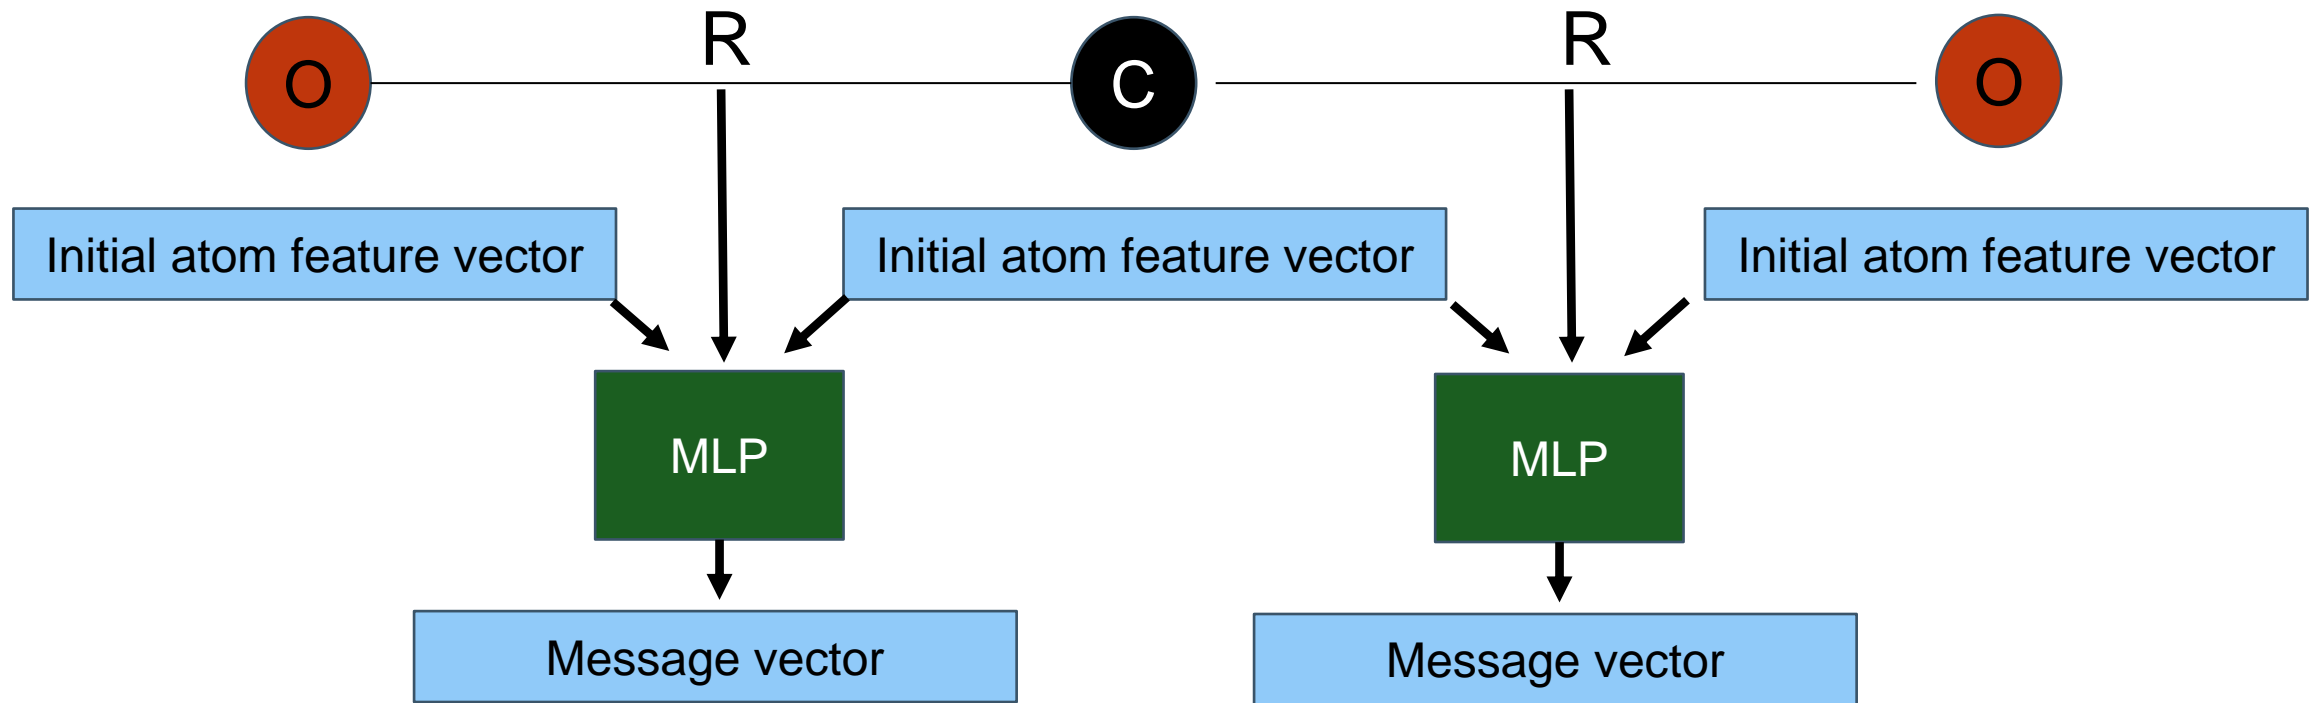 R R
O C O
Initial atom feature vector Initial atom feature vector Initial atom feature vector
MLP MLP
Message vector Message vector